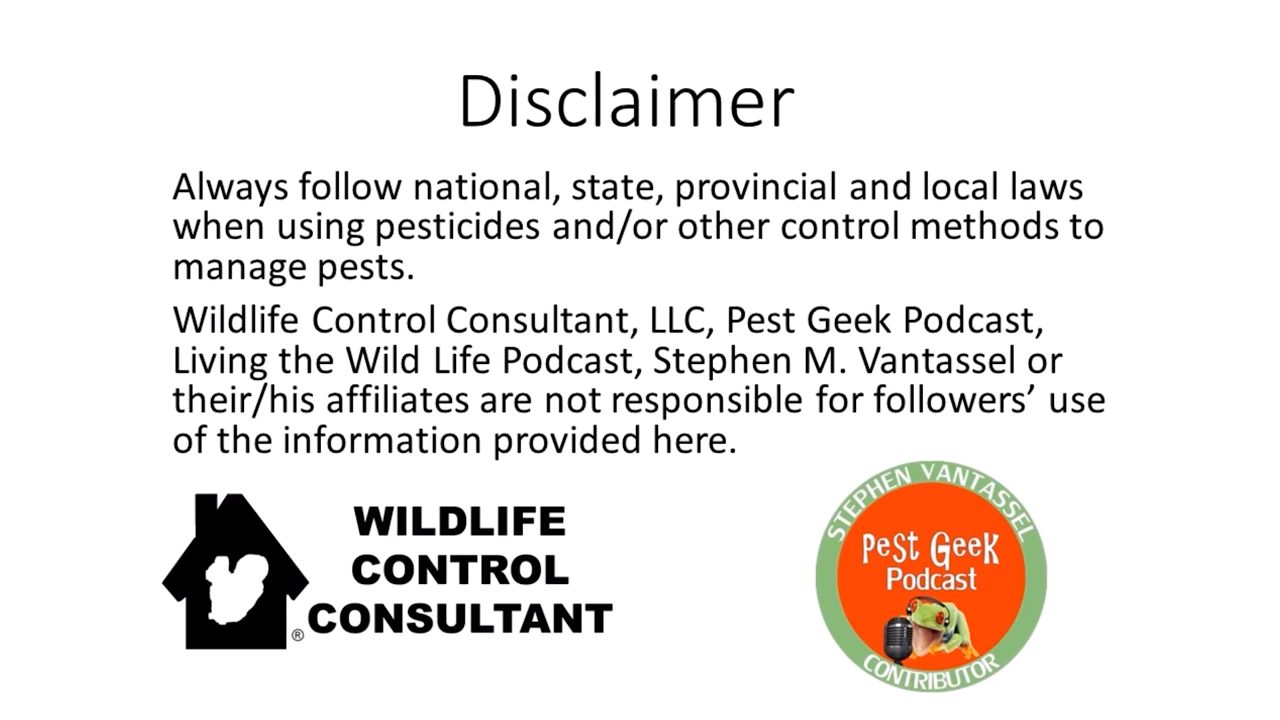 Disclaimer
Always follow national, state, provincial and local laws
when using pesticides and/or other control methods to
manage pests.
Wildlife Control Consultant, LLC, Pest Geek Podcast,
Living the Wild Life Podcast, Stephen M. Vantassel or
their/his affiliates are not responsible for followers’ use
of the information provided here.
WILDLIFE
CONTROL
®CONSULTANT
STEPHEN VANTASSEL
PeSt GeeK
Podcast
CONTRIBUTOR